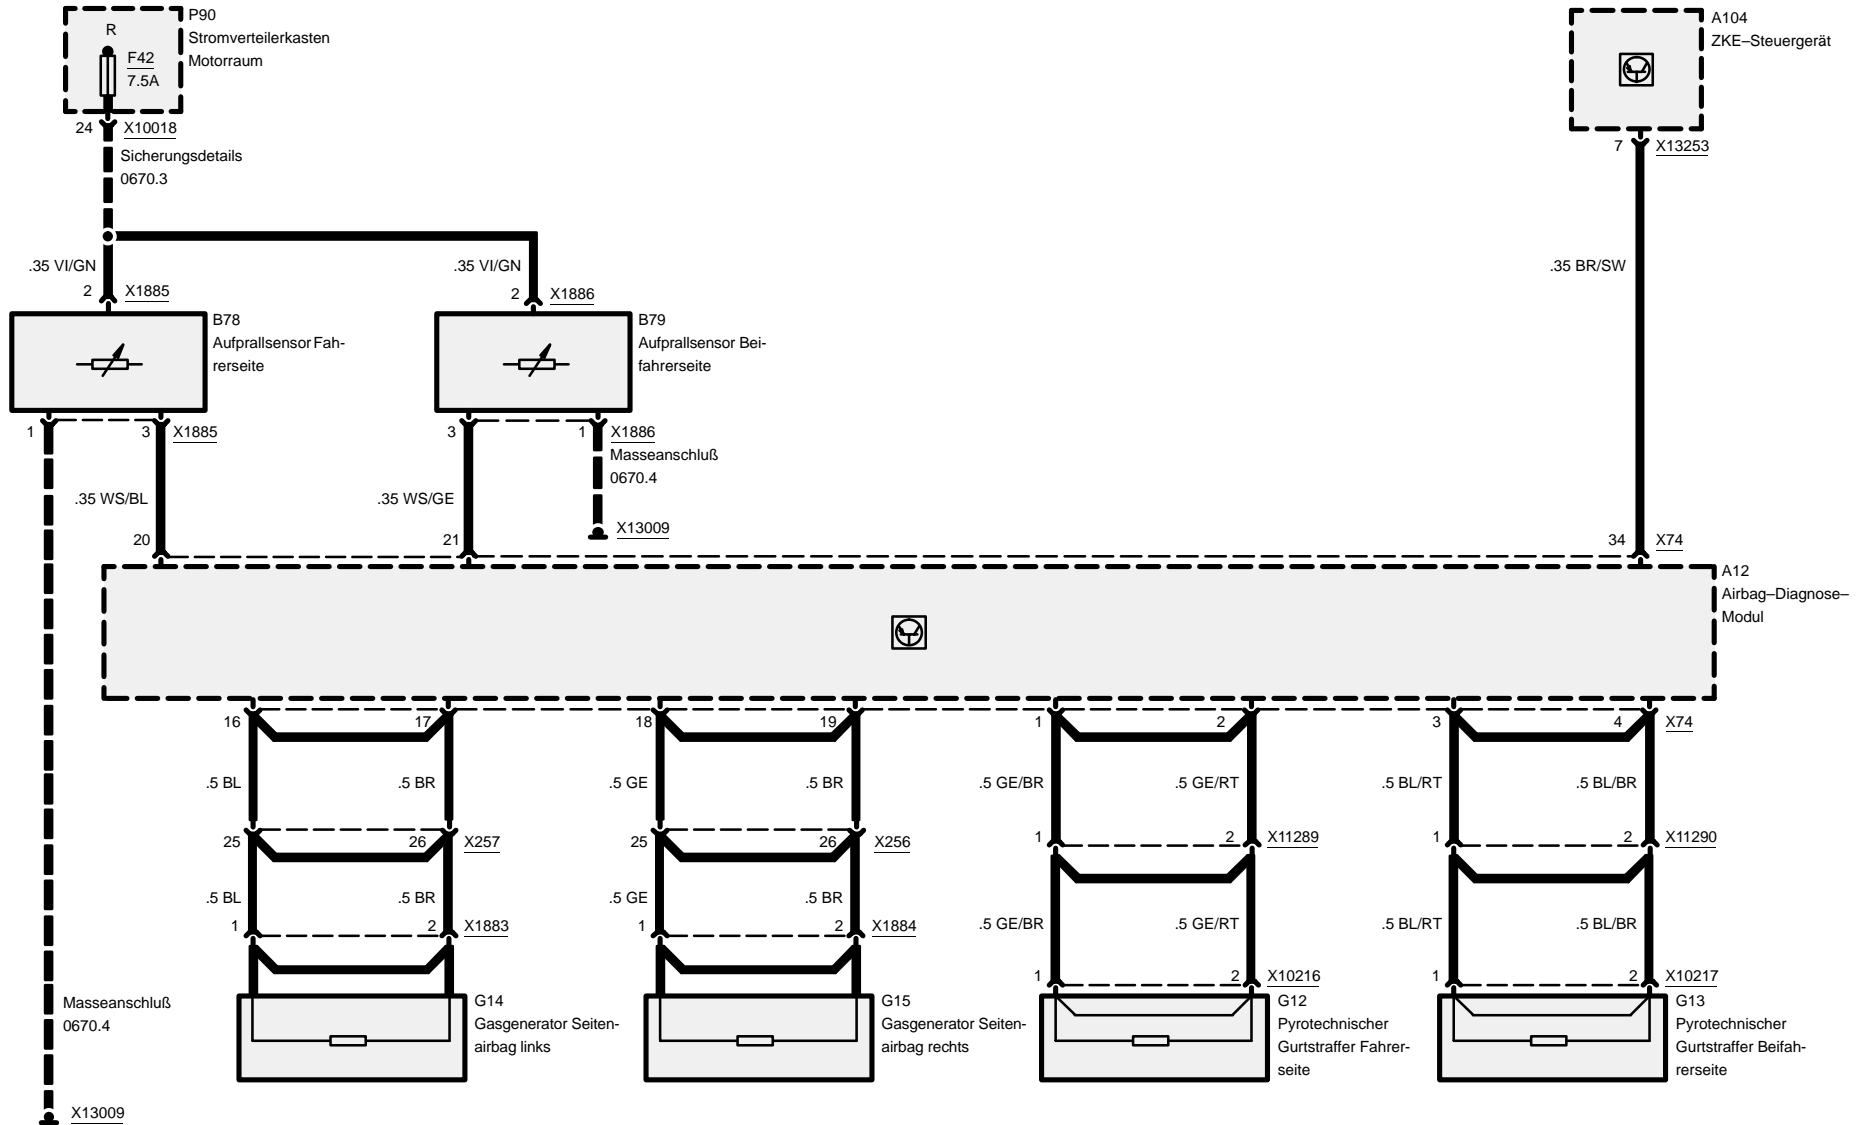 P90
Stromverteilerkasten
Motorraum
R
F42
7.5A
24
X10018
Sicherungsdetails
0670.3
A104
ZKE–Steuergerät
7
X13253
.35 VI/GN
2
X1885
.35 VI/GN
2
X1886
.35 BR/SW
B78
Aufprallsensor Fah-
rerseite
B79
Aufprallsensor Bei-
fahrerseite
1
3
X1885
3
1
X1886
Masseanschluß
0670.4
.35 WS/BL
.35 WS/GE
X13009
20
21
34
X74
A12
Airbag–Diagnose–
Modul
16
17
18
19
1
2
3
4
X74
.5 BL
.5 BR
.5 GE
.5 BR
.5 GE/BR
.5 GE/RT
.5 BL/RT
.5 BL/BR
25
26
X257
25
26
X256
1
2
X11289
1
2
X11290
.5 BL
.5 BR
.5 GE
.5 BR
.5 GE/BR
.5 GE/RT
.5 BL/RT
.5 BL/BR
1
2
X1883
1
2
X1884
1
2
X10216
1
2
X10217
Masseanschluß
0670.4
G14
Gasgenerator Seiten-
airbag links
G15
Gasgenerator Seiten-
airbag rechts
G12
Pyrotechnischer
Gurtstraffer Fahrer-
seite
G13
Pyrotechnischer
Gurtstraffer Beifah-
rerseite
X13009